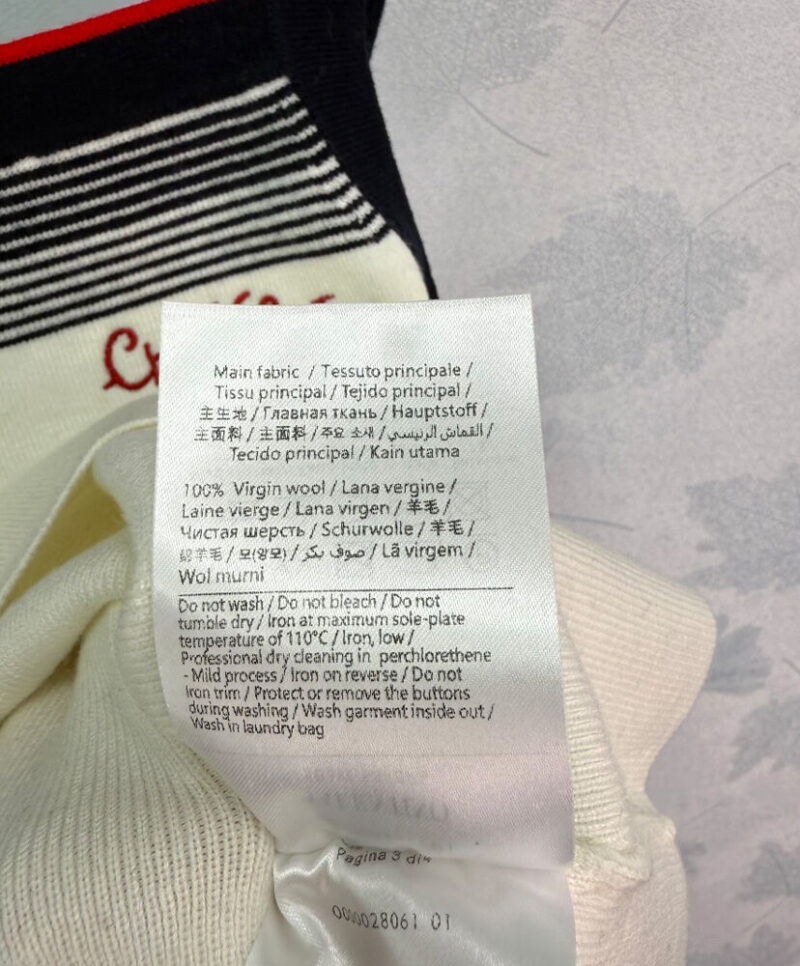 Main fabric / Tessuto principale /
Tissu principal / Tejido principal /
主生地 / Главная ткань / Hauptstoff /
主面料 / 主面料 / 주요 소재 / القماش الرئيسي /
Tecido principal / Kain utama
100% Virgin wool / Lana vergine /
Laine vierge / Lana virgen / 羊毛 /
Чистая шерсть / Schurwolle / 羊毛 /
羊毛 / 모(양모) / صوف بكر / Lã virgem /
Wol murni
Do not wash / Do not bleach / Do not
tumble dry / Iron at maximum sole-plate
temperature of 110°C / Iron, low /
Professional dry cleaning in perchlorethene
- Mild process / Iron on reverse / Do not
iron trim / Protect or remove the buttons
during washing / Wash garment inside out /
Wash in laundry bag
Pagina 3 di
0000028061 01